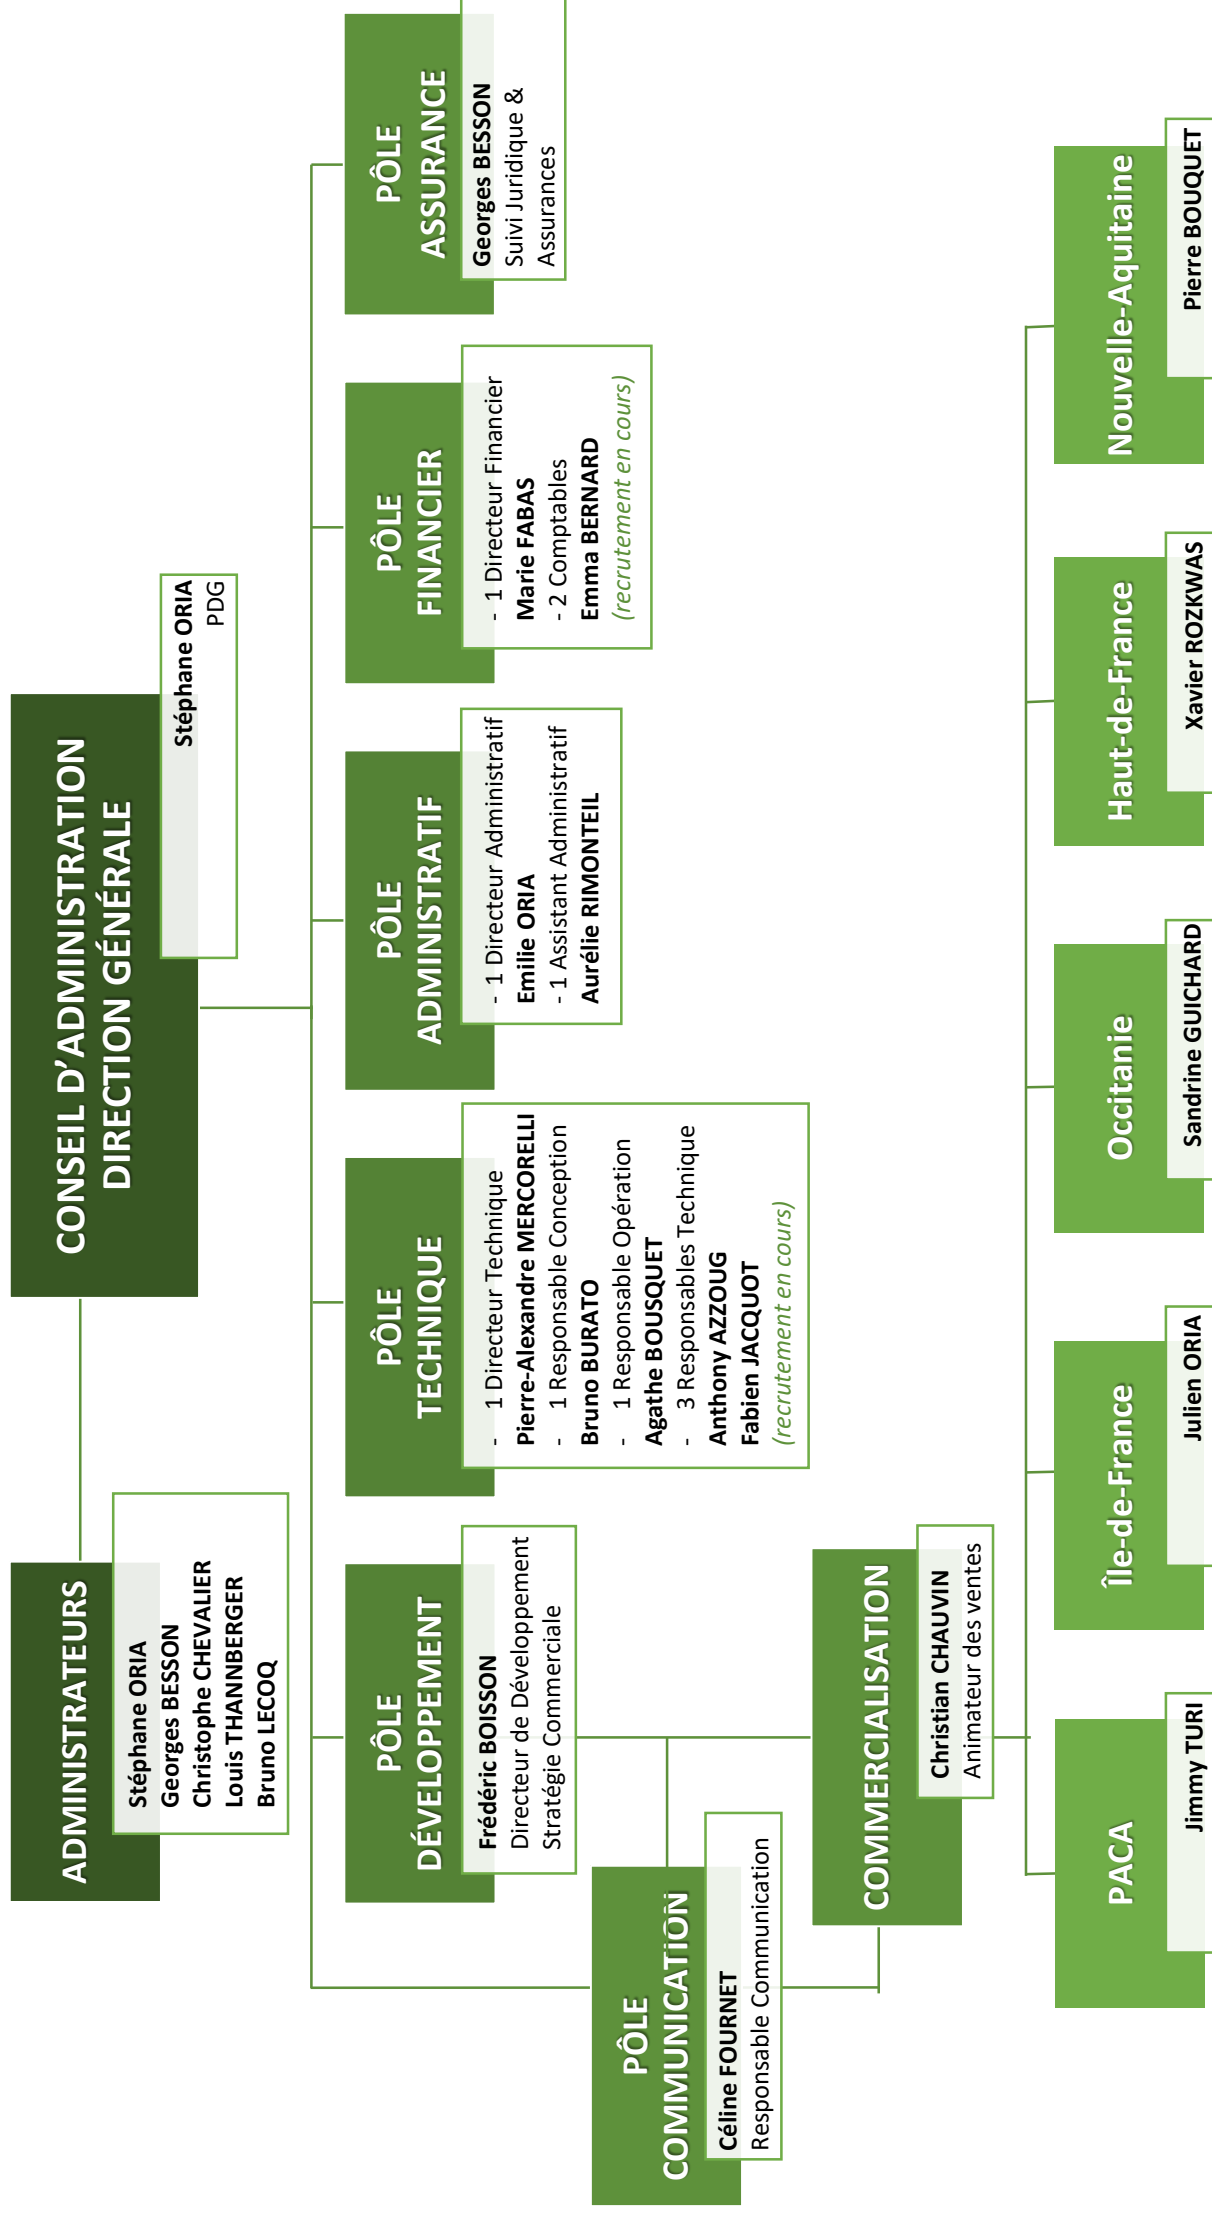 ADMINISTRATEURS
Stéphane ORIA
Georges BESSON
Christophe CHEVALIER
Louis THANNBERGER
Bruno LECOQ
CONSEIL D’ADMINISTRATION
DIRECTION GÉNÉRALE
Stéphane ORIA
PDG
PÔLE
DÉVELOPPEMENT
Frédéric BOISSON
Directeur de Développement
Stratégie Commerciale
PÔLE
TECHNIQUE
- 1 Directeur Technique
Pierre-Alexandre MERCORELLI
- 1 Responsable Conception
Bruno BURATO
- 1 Responsable Opération
Agathe BOUSQUET
- 3 Responsables Technique
Anthony AZZOUG
Fabien JACQUOT
(recrutement en cours)
PÔLE
ADMINISTRATIF
- 1 Directeur Administratif
Emilie ORIA
- 1 Assistant Administratif
Aurélie RIMONTEIL
PÔLE
FINANCIER
- 1 Directeur Financier
Marie FABAS
- 2 Comptables
Emma BERNARD
(recrutement en cours)
PÔLE
ASSURANCE
Georges BESSON
Suivi Juridique &
Assurances
PÔLE
COMMUNICATION
Céline FOURNET
Responsable Communication
COMMERCIALISATION
Christian CHAUVIN
Animateur des ventes
PACA
Jimmy TURI
Île-de-France
Julien ORIA
Occitanie
Sandrine GUICHARD
Haut-de-France
Xavier ROZKWAS
Nouvelle-Aquitaine
Pierre BOUQUET